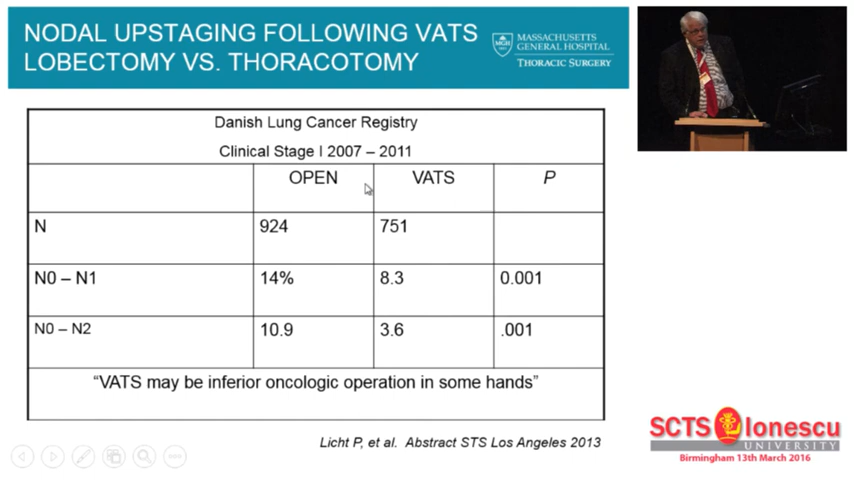 NODAL UPSTAGING FOLLOWING VATS
LOBECTOMY VS. THORACOTOMY
MGH
MASSACHUSETTS
GENERAL HOSPITAL
THORACIC SURGERY
Danish Lung Cancer Registry
Clinical Stage I 2007 – 2011
OPEN VATS P
N 924 751
N0 – N1 14% 8.3 0.001
N0 – N2 10.9 3.6 .001
“VATS may be inferior oncologic operation in some hands”
Licht P, et al. Abstract STS Los Angeles 2013
SCTS Ionescu
UNIVERSITY
Birmingham 13th March 2016